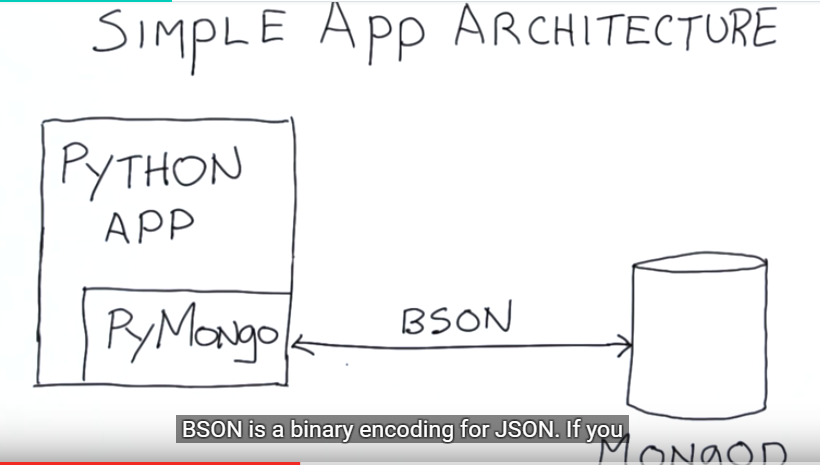 SIMPLE APP ARCHITECTURE
PYTHON
APP
PyMongo
BSON
BSON is a binary encoding for JSON. If you
MONGOD